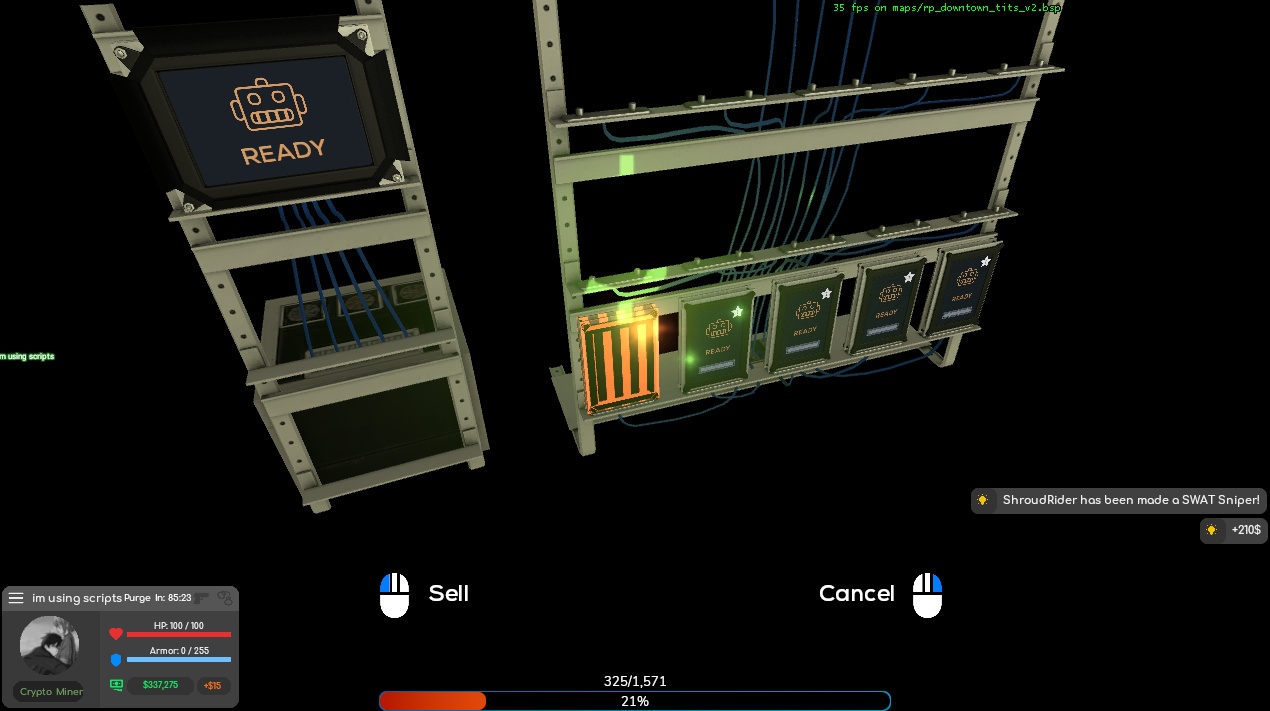 35 fps on maps/rp_downtown_tits_v2.bsp
READY
READY
READY
READY
READY
m using scripts
ShroudRider has been made a SWAT Sniper!
+210$
Sell
Cancel
im using scripts Purge In: 85:23
HP: 100 / 100
Armor: 0 / 255
Crypto Miner
$337,275
+$15
325/1,571
21%